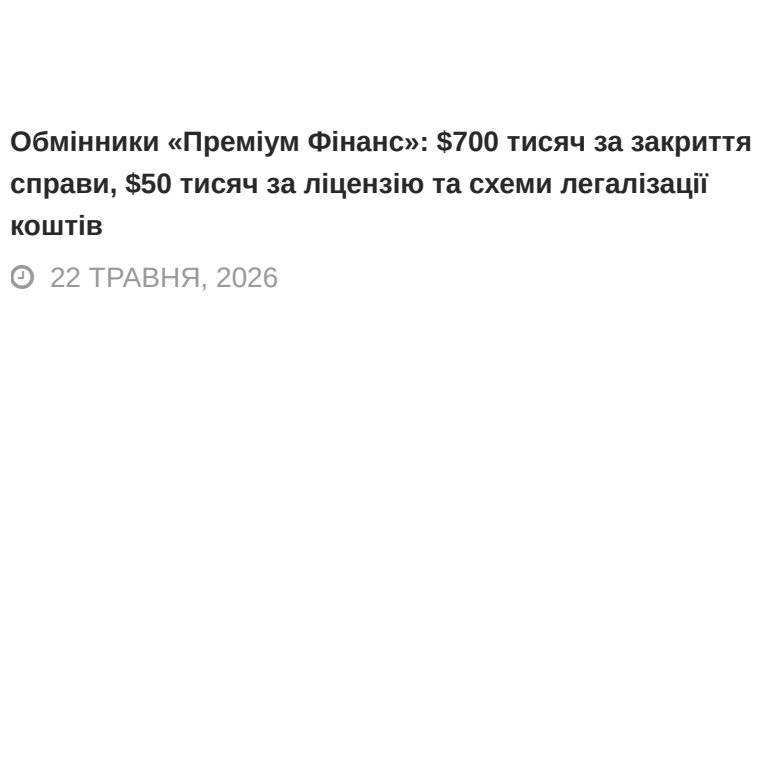 Обмінники «Преміум Фінанс»: $700 тисяч за закриття
справи, $50 тисяч за ліцензію та схеми легалізації
коштів
22 ТРАВНЯ, 2026